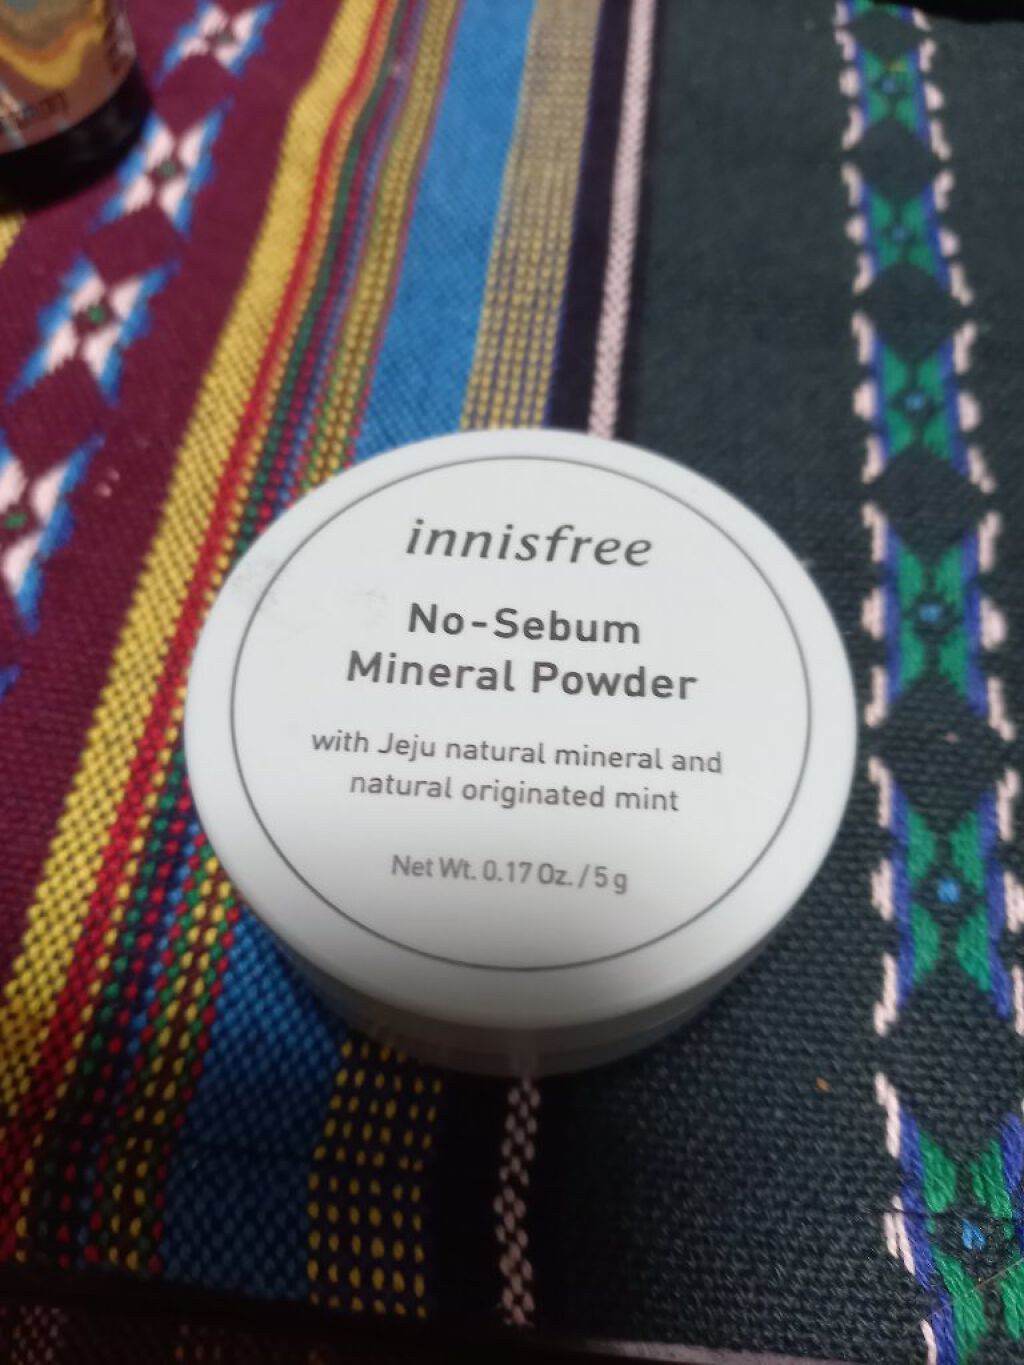 innisfree
No-Sebum
Mineral Powder
with Jeju natural mineral and
natural originated mint
Net Wt. 0.17 Oz. / 5 g